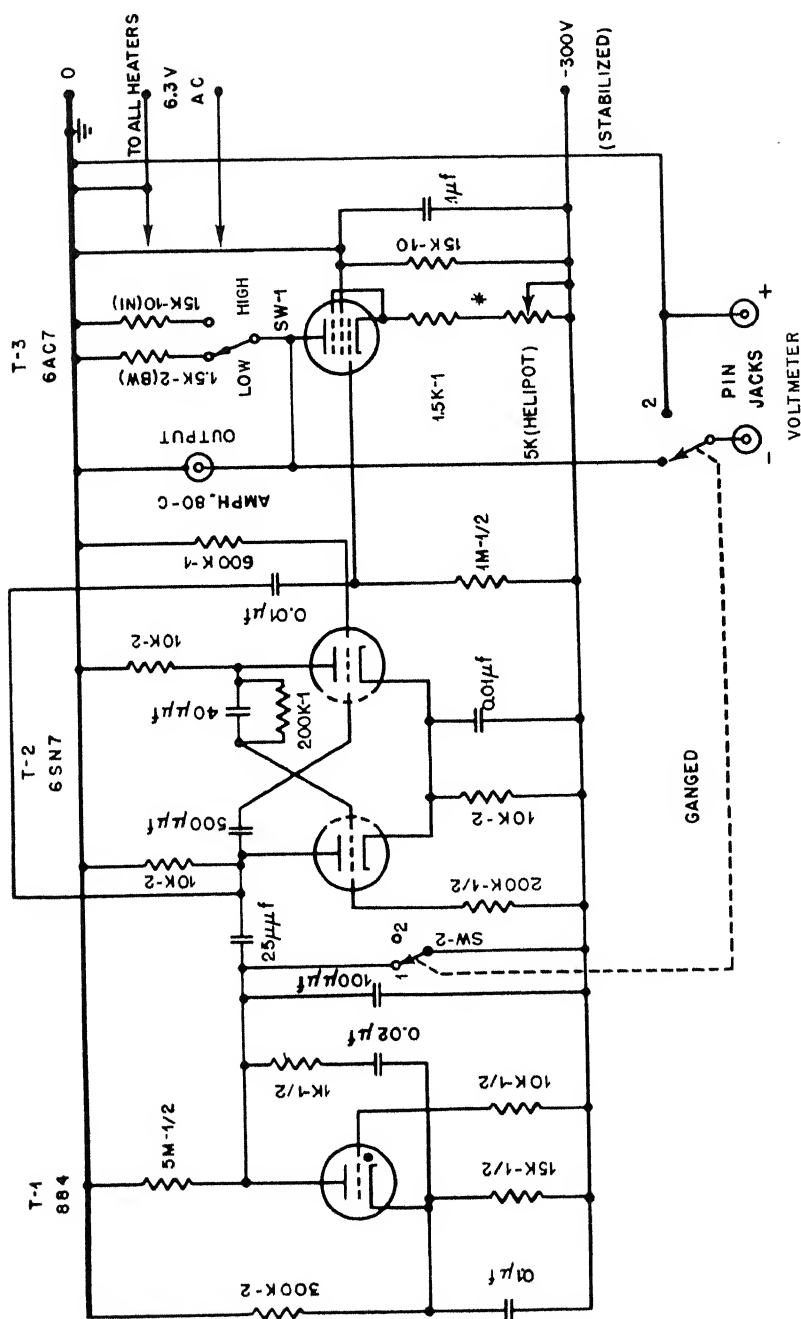 T-1
884
T-2
6SN7
T-3
6AC7
0
TO ALL HEATERS
6.3 V
AC
-300V
(STABILIZED)
5M-1/2
300K-2
0.1µf
15K-1/2
10K-1/2
1K-1/2
0.02µf
100µµf
25µµf
1
2
SW-2
10K-2
500µµf
40µµf
200K-1
10K-2
200K-1/2
10K-2
0.01µf
0.01µf
600K-1
1M-1/2
OUTPUT
AMPH. 80-C
1.5K-2(BW)
15K-10(NI)
LOW
HIGH
SW-1
1.5K-1
*
5K(HELIPOT)
15K-10
1µf
GANGED
2
-
+
PIN
JACKS
VOLTMETER